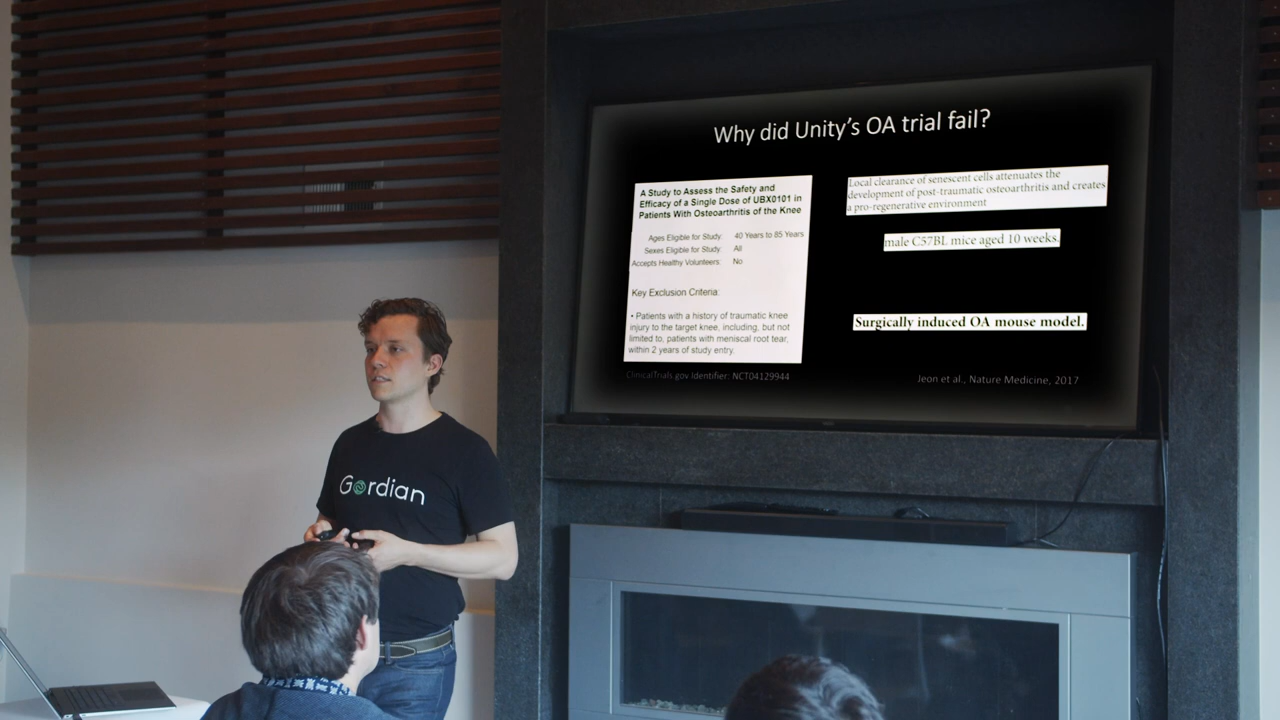 Why did Unity's OA trial fail?
A Study to Assess the Safety and
Efficacy of a Single Dose of UBX0101 in
Patients With Osteoarthritis of the Knee
Ages Eligible for Study: 40 Years to 85 Years
Sexes Eligible for Study: All
Accepts Healthy Volunteers: No
Key Exclusion Criteria:
• Patients with a history of traumatic knee
injury to the target knee, including, but not
limited to, patients with meniscal root tear,
within 2 years of study entry.
ClinicalTrials.gov Identifier: NCT04129944
Local clearance of senescent cells attenuates the
development of post-traumatic osteoarthritis and creates
a pro-regenerative environment
male C57BL mice aged 10 weeks.
Surgically induced OA mouse model.
Jeon et al., Nature Medicine, 2017
Gordian